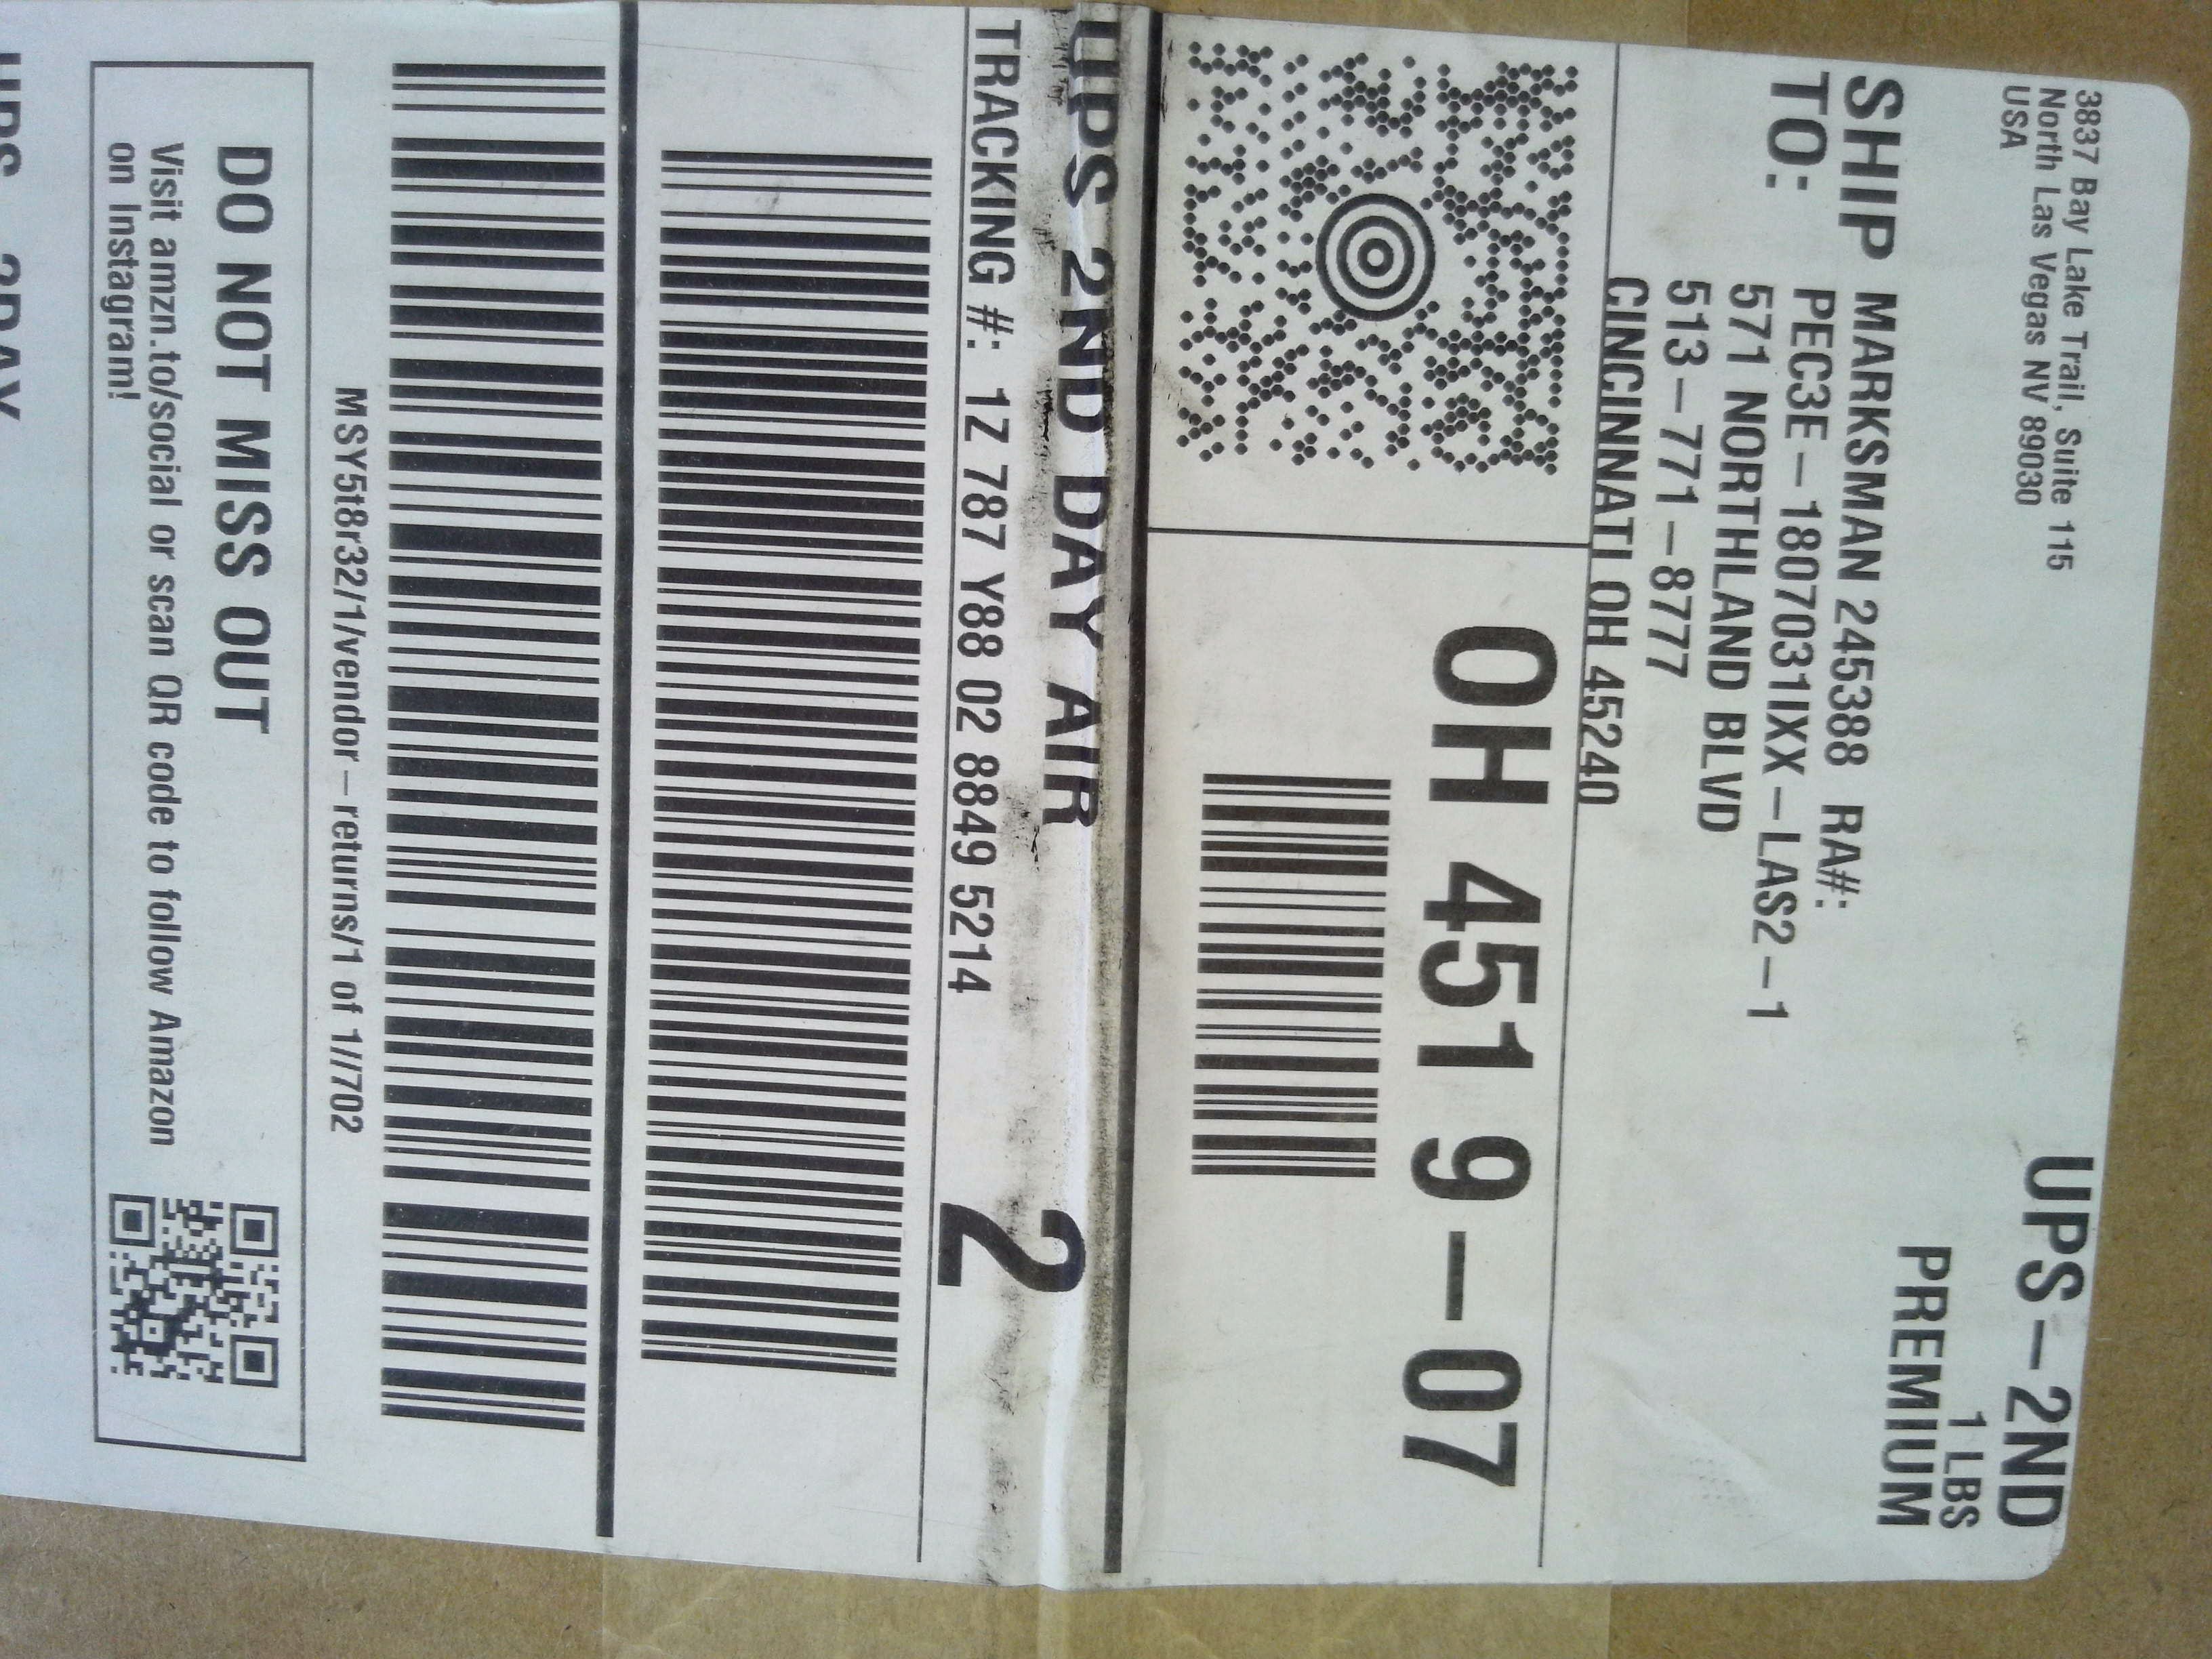 3837 Bay Lake Trail, Suite 115
North Las Vegas NV 89030
USA
UPS-2ND
1 LBS
PREMIUM
SHIP
TO:
MARKSMAN 245388 RA#:
PEC3E-1807031IXX-LAS2-1
571 NORTHLAND BLVD
513-771-8777
CINCINNATI OH 45240
OH 451 9-07
UPS 2ND DAY AIR
TRACKING #: 1Z 787 Y88 02 8849 5214
2
MSY5t8r32/1/vendor-returns/1 of 1//702
DO NOT MISS OUT
Visit amzn.to/social or scan QR code to follow Amazon
on Instagram!
UPS 2DAY